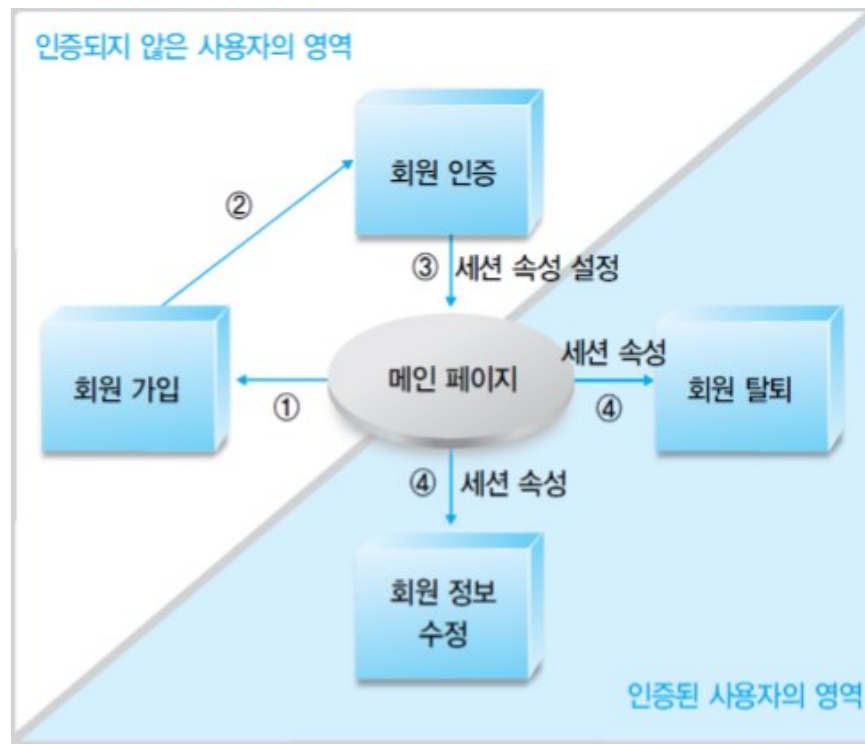 인증되지 않은 사용자의 영역
회원 인증
②
③ 세션 속성 설정
회원 가입
①
메인 페이지
세션 속성
④
회원 탈퇴
④ 세션 속성
회원 정보
수정
인증된 사용자의 영역